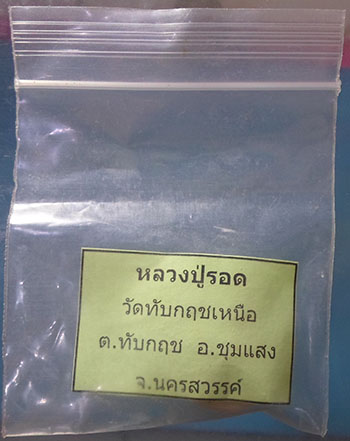 หลวงปู่รอด
วัดทับกฤชเหนือ
ต.ทับกฤช อ.ชุมแสง
จ.นครสวรรค์